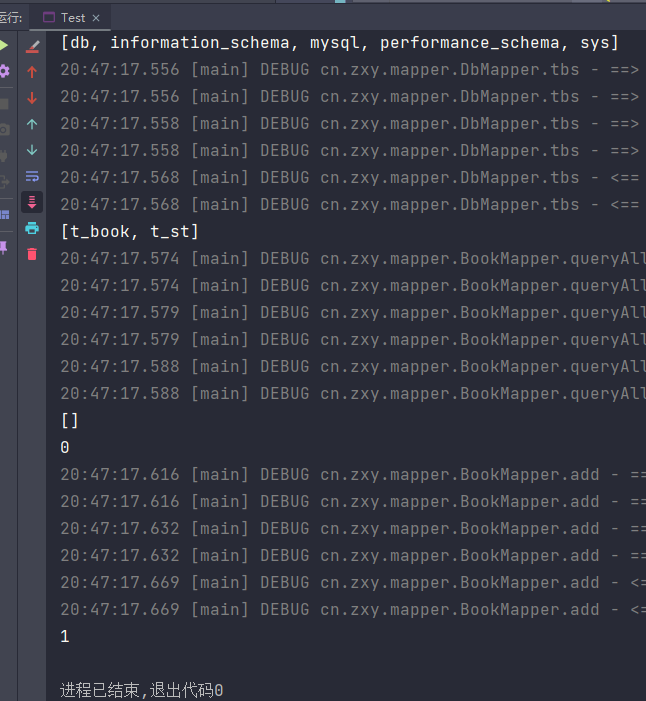 运行:
Test ×
[db, information_schema, mysql, performance_schema, sys]
20:47:17.556 [main] DEBUG cn.zxy.mapper.DbMapper.tbs - ==>
20:47:17.556 [main] DEBUG cn.zxy.mapper.DbMapper.tbs - ==>
20:47:17.558 [main] DEBUG cn.zxy.mapper.DbMapper.tbs - ==>
20:47:17.558 [main] DEBUG cn.zxy.mapper.DbMapper.tbs - ==>
20:47:17.568 [main] DEBUG cn.zxy.mapper.DbMapper.tbs - <==
20:47:17.568 [main] DEBUG cn.zxy.mapper.DbMapper.tbs - <==
[t_book, t_st]
20:47:17.574 [main] DEBUG cn.zxy.mapper.BookMapper.queryAll
20:47:17.574 [main] DEBUG cn.zxy.mapper.BookMapper.queryAll
20:47:17.579 [main] DEBUG cn.zxy.mapper.BookMapper.queryAll
20:47:17.579 [main] DEBUG cn.zxy.mapper.BookMapper.queryAll
20:47:17.588 [main] DEBUG cn.zxy.mapper.BookMapper.queryAll
20:47:17.588 [main] DEBUG cn.zxy.mapper.BookMapper.queryAll
[]
0
20:47:17.616 [main] DEBUG cn.zxy.mapper.BookMapper.add - ==
20:47:17.616 [main] DEBUG cn.zxy.mapper.BookMapper.add - ==
20:47:17.632 [main] DEBUG cn.zxy.mapper.BookMapper.add - ==
20:47:17.632 [main] DEBUG cn.zxy.mapper.BookMapper.add - ==
20:47:17.669 [main] DEBUG cn.zxy.mapper.BookMapper.add - <=
20:47:17.669 [main] DEBUG cn.zxy.mapper.BookMapper.add - <=
1
进程已结束,退出代码0